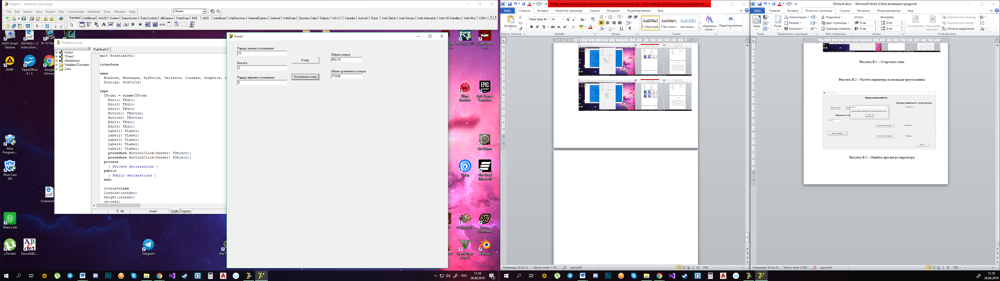 Delphi 7 - Praktika3v [Running]
File Edit Search View Project Run Component Database Tools Window Help
<None>
Standard Additional Win32 System Data Access Data Controls dbExpress DataSnap BDE ADO InterBase WebServices InternetExpress Internet WebSnap Decision Cube Dialogs Win 3.1 Samples ActiveX Rave Indy Clients Indy Servers Indy Intercepts Indy I/O Handlers Indy Misc COM+
ASUS Smart Gesture
ASIO4ALL v2 Instruction...
IP-TV Pla
AIMP
OpenOffice 4.1.5
Google Chrome
Wise Program...
Wise Care 365
Олимпий
Share Link
µTorrent
PascalABC...
Telegram
WarT
Far Cry 3_D11
Super Meat Boy
Slime Rancher
Epic Games Launcher
For Honor
Uplay
The Crew (Russian)
Path of Exile
Source Filmmaker
Grand Theft Auto V
Blender
Praktika3v2.pas
tconus
TForm1
tslisedconus
Variables/Constants
Uses
Praktika3v2
unit Praktika3v2;
interface
uses
Windows, Messages, SysUtils, Variants, Classes, Graphics, C
Dialogs, StdCtrls;
type
TForm1 = class(TForm)
Edit1: TEdit;
Edit2: TEdit;
Edit3: TEdit;
Button1: TButton;
Button2: TButton;
Edit4: TEdit;
Edit5: TEdit;
Label1: TLabel;
Label2: TLabel;
Label3: TLabel;
Label4: TLabel;
Label5: TLabel;
procedure Button1Click(Sender: TObject);
procedure Button2Click(Sender: TObject);
private
{ Private declarations }
public
{ Public declarations }
end;
tconus=class
lradius:integer;
height:integer;
ob:real;
5: 64 Insert Code Diagram
Form1
Радиус нижнего основания
12
Высота
3
Радиус верхнего основания
5
Конус
Усеченный конус
Объем конуса
452,16
Объем усеченного конуса
719,06
РУС 11:18 28.06.2019
Polny_otchet.docx [Режим ограниченной функциональности] - Microsoft Word (Сбой активации продукта)
Файл Главная Вставка Разметка страницы Ссылки Рассылки Рецензирование Вид
Вставить
Times New Ro 14
Ж К Ч
АаБбВвГ АаБбВвГг, АаБбВв
Обычный Без инте... Заголово...
Изменить стили
Редактирование
Буфер обмена Шрифт Абзац Стили
Страница: 20 из 21 Число слов: 1 761 русский 70%
Otchyot.docx - Microsoft Word (Сбой активации продукта)
Файл Главная Вставка Разметка страницы Ссылки Рассылки Рецензирование Вид
Темы
Поля
Ориентация
Размер
Колонки
Подложка
Цвет страницы
Границы страниц
Отступ
0 см
0 см
Интервал
0 пт
0 пт
Положение
Обтекание текстом
Переместить вперед
Переместить назад
Область выделения
Темы Параметры страницы Фон страницы Абзац Упорядочить
Рисунок В.1 – Стартовое окно
Рисунок В.2 – Расчёт периметра и площади треугольника
Треугольная работа
Данные правильного треугольника
Посчитать периметр
Периметр =
Ввести данные
Посчитать площадь
Площадь =
Выйти
Рисунок В.3 – Ошибка при вводе параметра
Страница: 24 из 24 Число слов: 2 083 русский 70%
11:18 28.06.2019